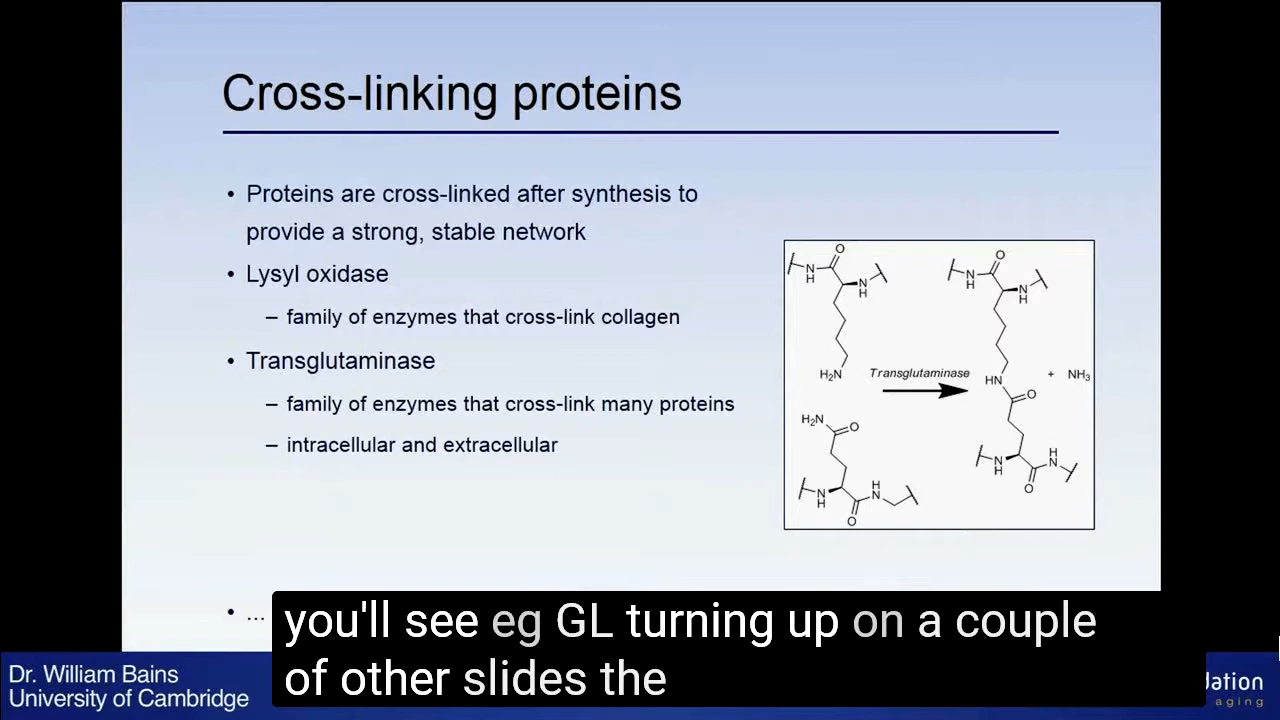 Cross-linking proteins
• Proteins are cross-linked after synthesis to
provide a strong, stable network
• Lysyl oxidase
– family of enzymes that cross-link collagen
• Transglutaminase
– family of enzymes that cross-link many proteins
– intracellular and extracellular
O
N
H
N
H
H₂N
H₂N
O
N
H
H
N
O
Transglutaminase
O
N
H
N
H
HN
+ NH₃
O
N
H
H
N
O
• ...
you'll see eg GL turning up on a couple
of other slides the
Dr. William Bains
University of Cambridge
aging